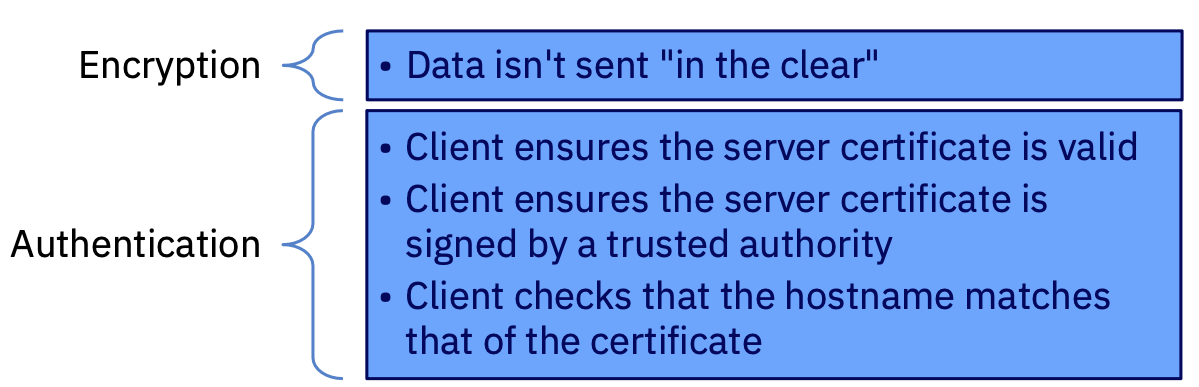 Encryption
• Data isn't sent "in the clear"
Authentication
• Client ensures the server certificate is valid
• Client ensures the server certificate is
signed by a trusted authority
• Client checks that the hostname matches
that of the certificate